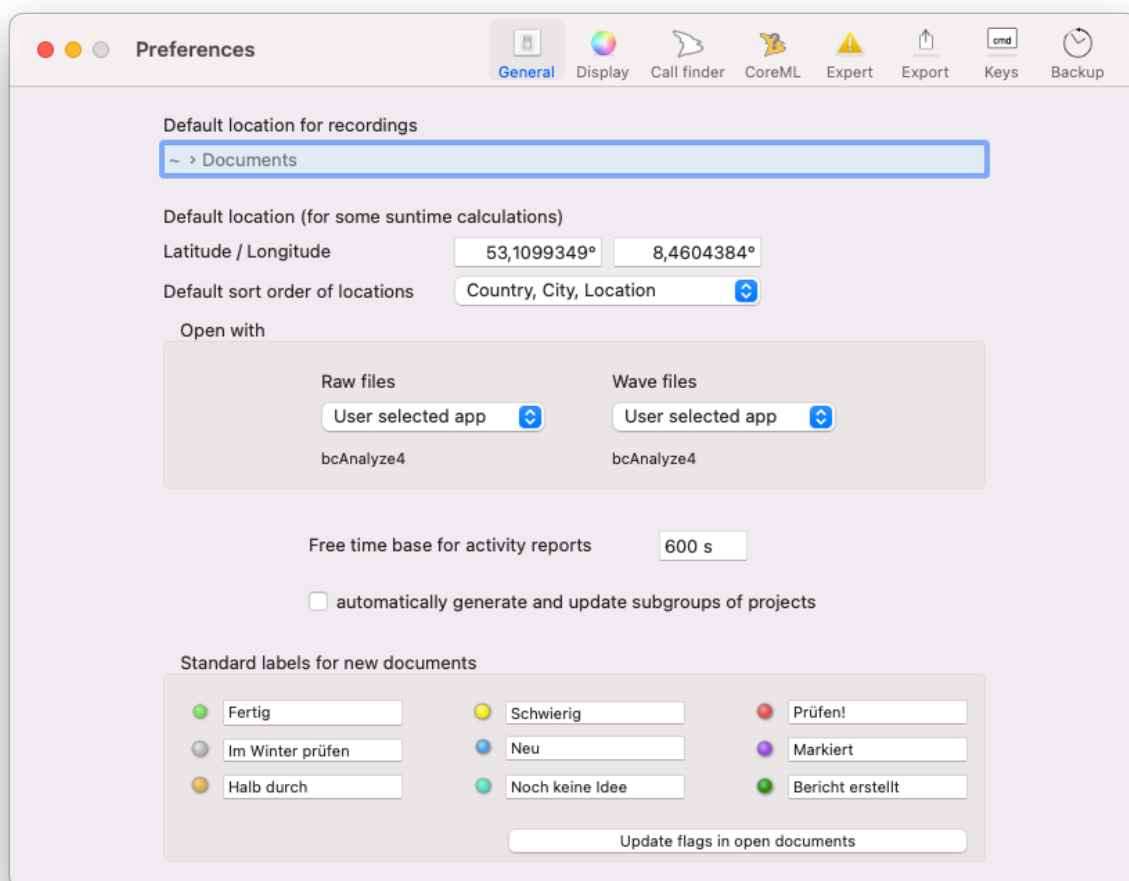 Preferences
General Display Call finder CoreML Expert Export cmd Keys Backup
Default location for recordings
~ › Documents
Default location (for some suntime calculations)
Latitude / Longitude 53,1099349° 8,4604384°
Default sort order of locations Country, City, Location
Open with
Raw files Wave files
User selected app User selected app
bcAnalyze4 bcAnalyze4
Free time base for activity reports 600 s
automatically generate and update subgroups of projects
Standard labels for new documents
Fertig Schwierig Prüfen!
Im Winter prüfen Neu Markiert
Halb durch Noch keine Idee Bericht erstellt
Update flags in open documents